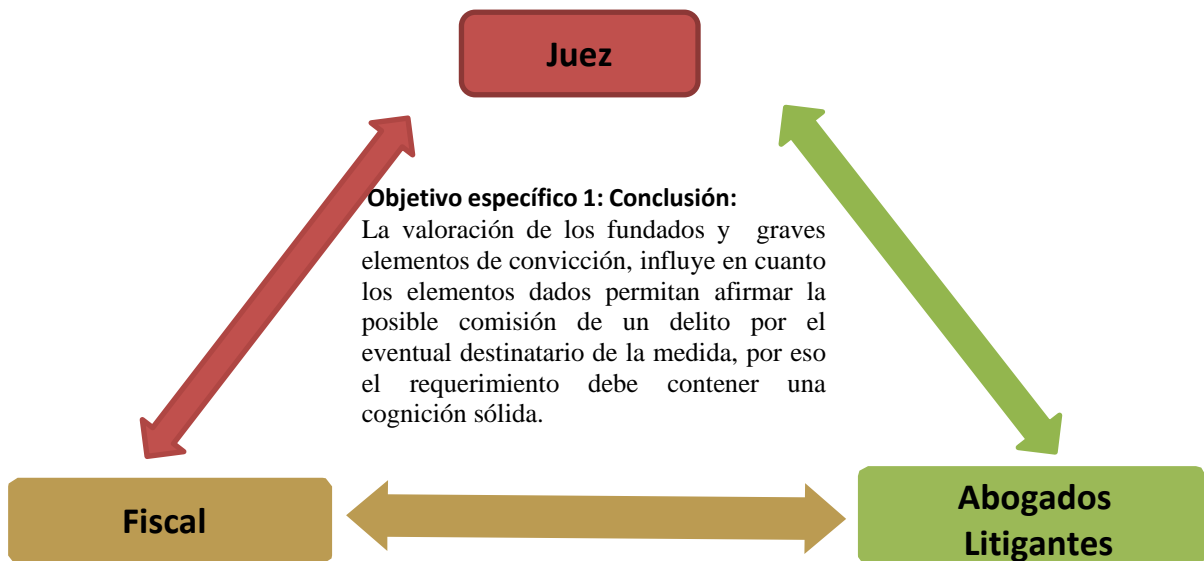 Juez
Objetivo específico 1: Conclusión:
La valoración de los fundados y graves
elementos de convicción, influye en cuanto
los elementos dados permitan afirmar la
posible comisión de un delito por el
eventual destinatario de la medida, por eso
el requerimiento debe contener una
cognición sólida.
Fiscal
Abogados
Litigantes